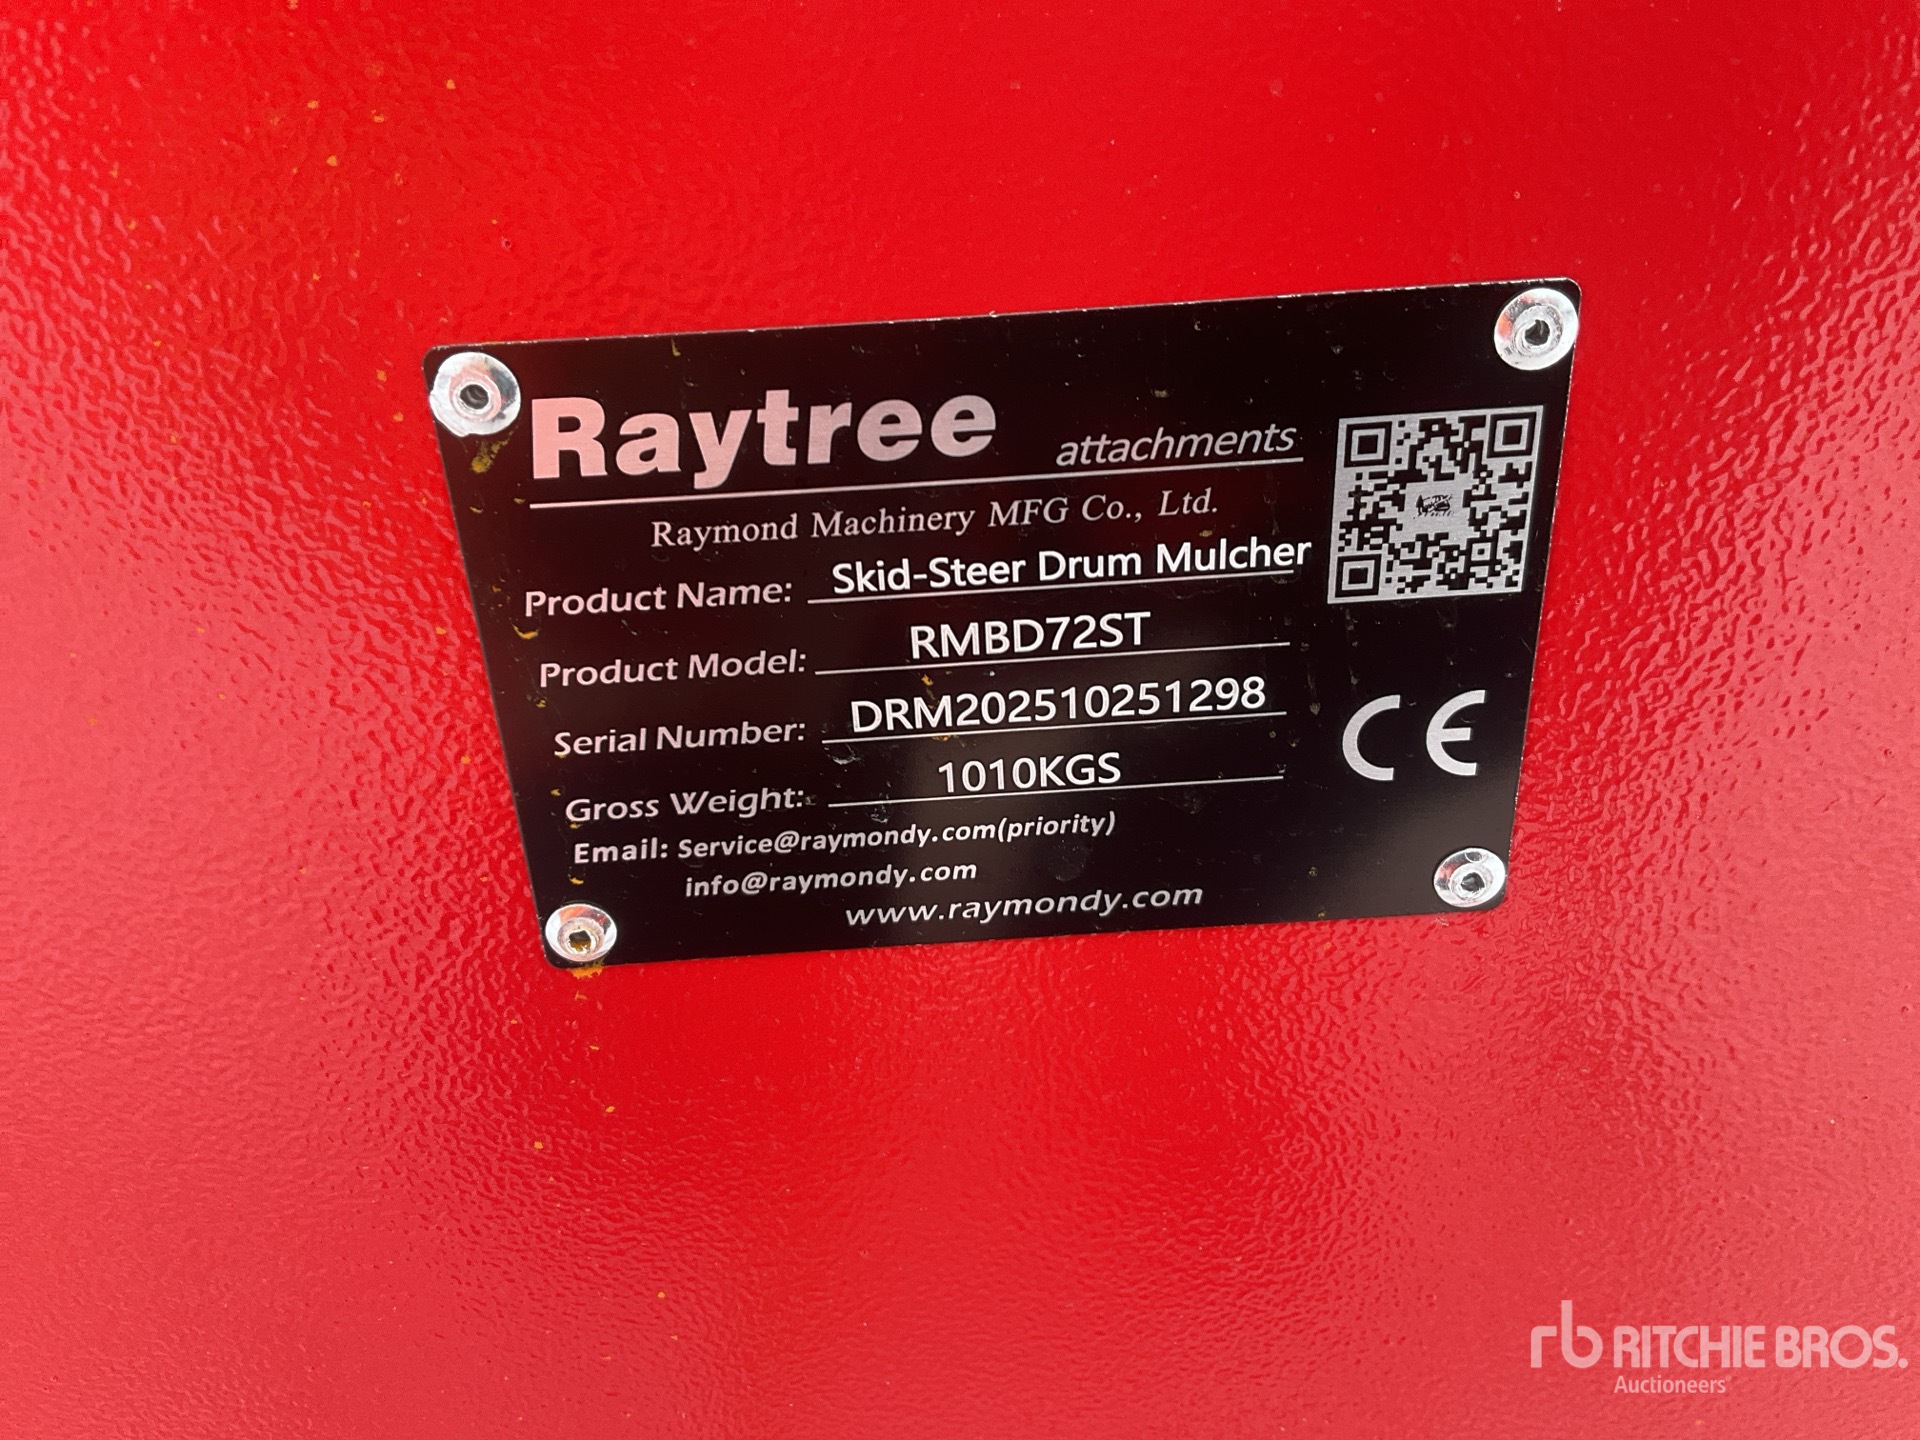 Raytree attachments
Raymond Machinery MFG Co., Ltd.
Product Name: Skid-Steer Drum Mulcher
Product Model: RMBD72ST
Serial Number: DRM202510251298
Gross Weight: 1010KGS
Email: Service@raymondy.com(priority)
info@raymondy.com
www.raymondy.com
CE
rb RITCHIE BROS.
Auctioneers